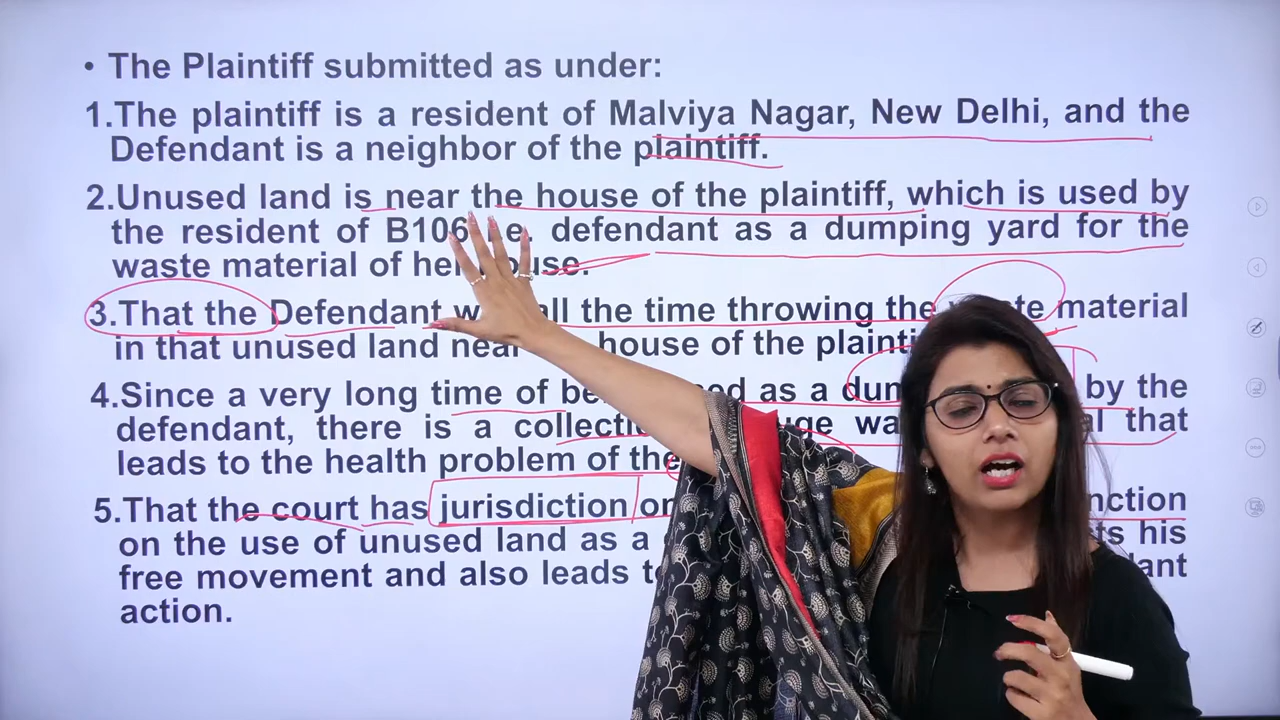 • The Plaintiff submitted as under:
1.The plaintiff is a resident of Malviya Nagar, New Delhi, and the
Defendant is a neighbor of the plaintiff.
2.Unused land is near the house of the plaintiff, which is used by
the resident of B106 defendant as a dumping yard for the
waste material of her
3.That the Defendant all the time throwing the material
in that unused land near house of the
4.Since a very long time of as a by the
defendant, there is a that
leads to the health problem of the
5.That the court has jurisdiction
on the use of unused land as a his
free movement and also leads
action.